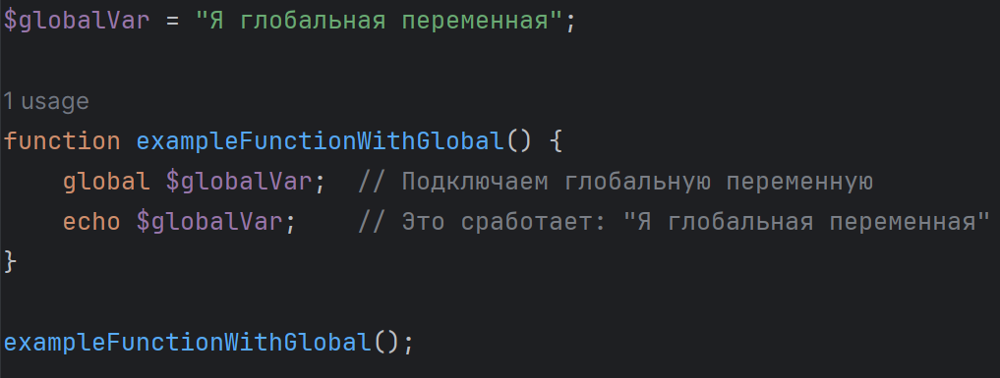 $globalVar = "Я глобальная переменная";
1 usage
function exampleFunctionWithGlobal() {
global $globalVar;  // Подключаем глобальную переменную
echo $globalVar;    // Это сработает: "Я глобальная переменная"
}
exampleFunctionWithGlobal();